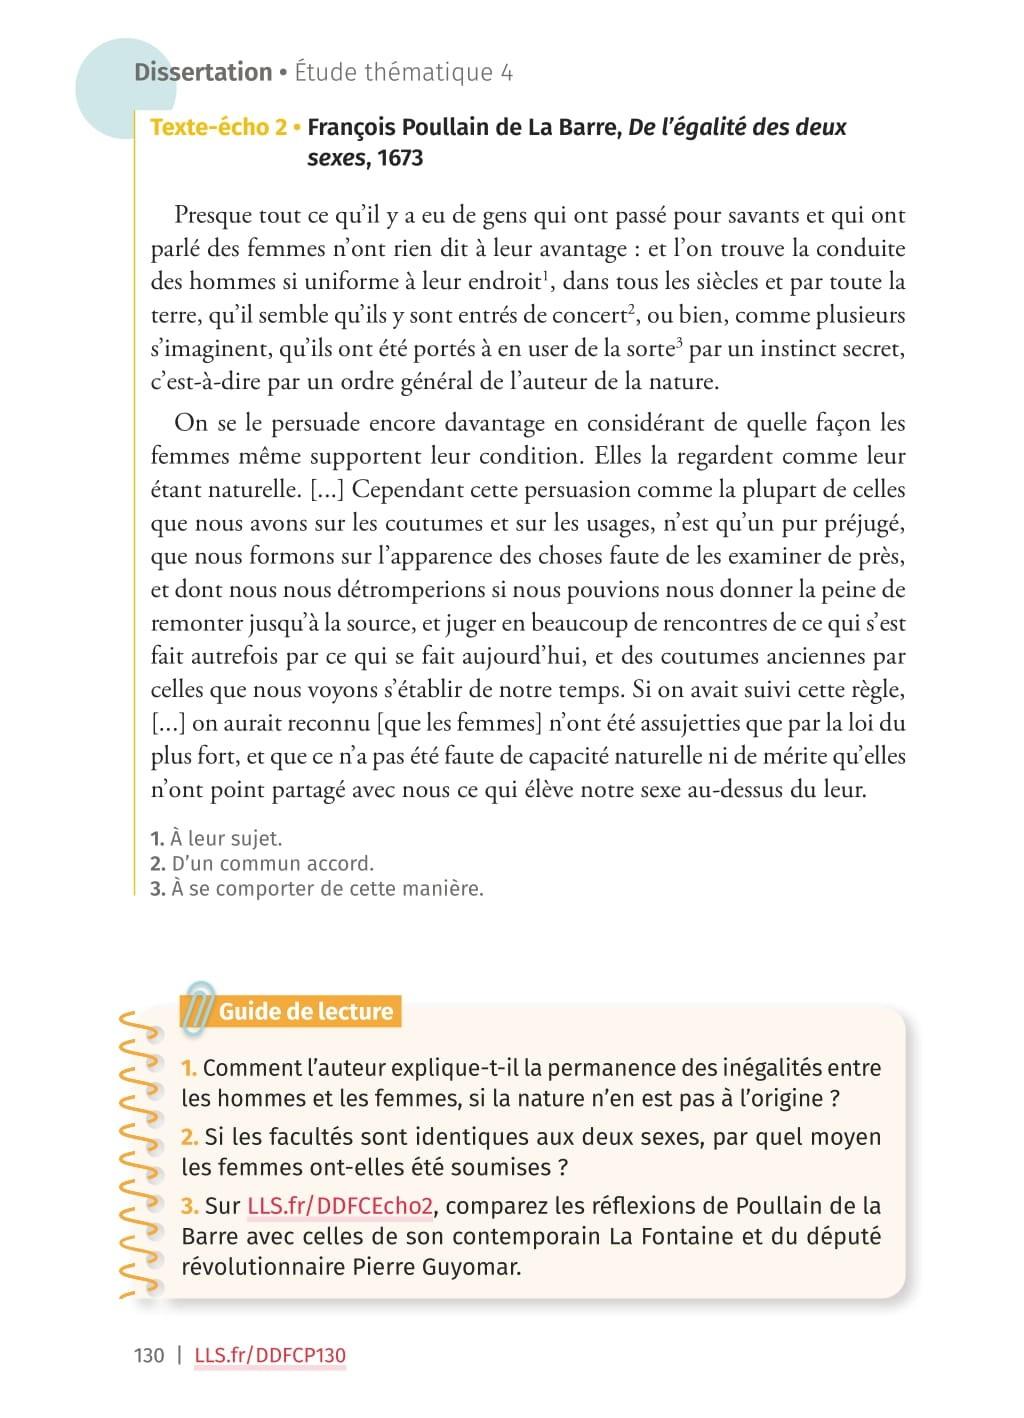 Dissertation • Étude thématique 4
Texte-écho 2 • François Poullain de La Barre, De l’égalité des deux
sexes, 1673
Presque tout ce qu’il y a eu de gens qui ont passé pour savants et qui ont
parlé des femmes n’ont rien dit à leur avantage : et l’on trouve la conduite
des hommes si uniforme à leur endroit¹, dans tous les siècles et par toute la
terre, qu’il semble qu’ils y sont entrés de concert², ou bien, comme plusieurs
s’imaginent, qu’ils ont été portés à en user de la sorte³ par un instinct secret,
c’est-à-dire par un ordre général de l’auteur de la nature.
On se le persuade encore davantage en considérant de quelle façon les
femmes même supportent leur condition. Elles la regardent comme leur
étant naturelle. [...] Cependant cette persuasion comme la plupart de celles
que nous avons sur les coutumes et sur les usages, n’est qu’un pur préjugé,
que nous formons sur l’apparence des choses faute de les examiner de près,
et dont nous nous détromperions si nous pouvions nous donner la peine de
remonter jusqu’à la source, et juger en beaucoup de rencontres de ce qui s’est
fait autrefois par ce qui se fait aujourd’hui, et des coutumes anciennes par
celles que nous voyons s’établir de notre temps. Si on avait suivi cette règle,
[...] on aurait reconnu [que les femmes] n’ont été assujetties que par la loi du
plus fort, et que ce n’a pas été faute de capacité naturelle ni de mérite qu’elles
n’ont point partagé avec nous ce qui élève notre sexe au-dessus du leur.
1. À leur sujet.
2. D’un commun accord.
3. À se comporter de cette manière.
Guide de lecture
1. Comment l’auteur explique-t-il la permanence des inégalités entre
les hommes et les femmes, si la nature n’en est pas à l’origine ?
2. Si les facultés sont identiques aux deux sexes, par quel moyen
les femmes ont-elles été soumises ?
3. Sur LLS.fr/DDFCEcho2, comparez les réflexions de Poullain de la
Barre avec celles de son contemporain La Fontaine et du député
révolutionnaire Pierre Guyomar.
130 | LLS.fr/DDFCP130